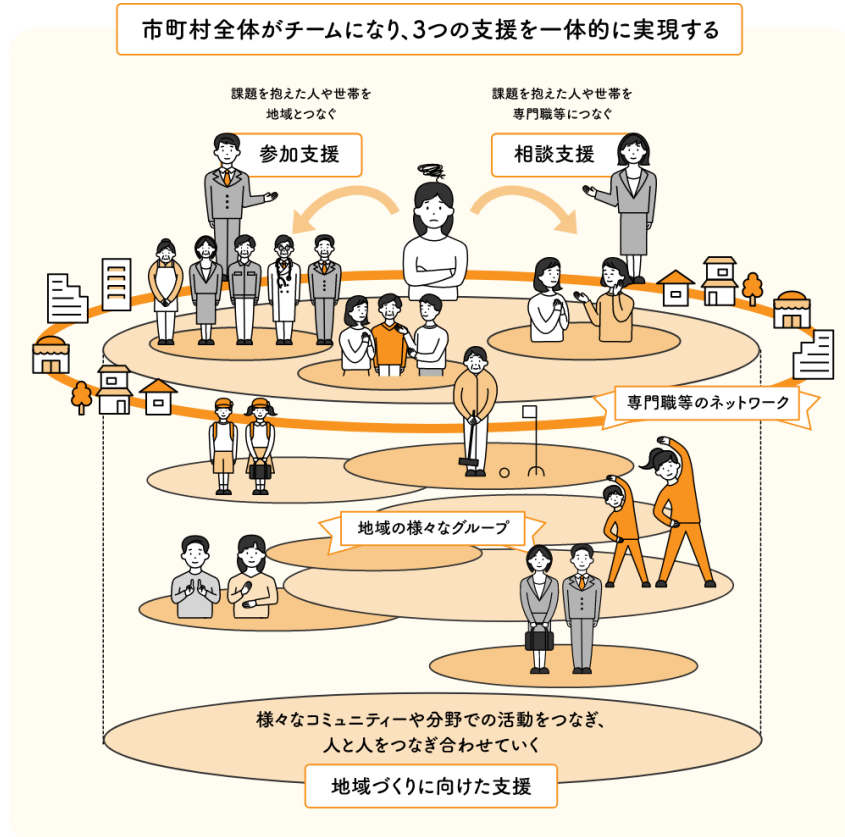 市町村全体がチームになり、3つの支援を一体的に実現する
課題を抱えた人や世帯を
地域とつなぐ
参加支援
課題を抱えた人や世帯を
専門職等につなぐ
相談支援
専門職等のネットワーク
地域の様々なグループ
様々なコミュニティーや分野での活動をつなぎ、
人と人をつなぎ合わせていく
地域づくりに向けた支援